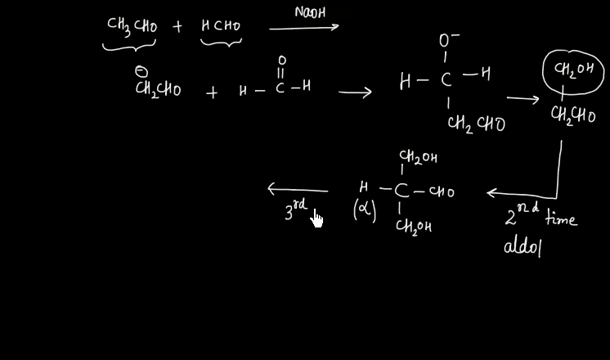 CH3CHO + HCHO NaOH
⊖
CH2CHO + H - C - H
O
O-
H - C - H
CH2 CHO
CH2OH
CH2CHO
2nd time
aldol
CH2OH
H - C - CHO
(α)
CH2OH
3rd